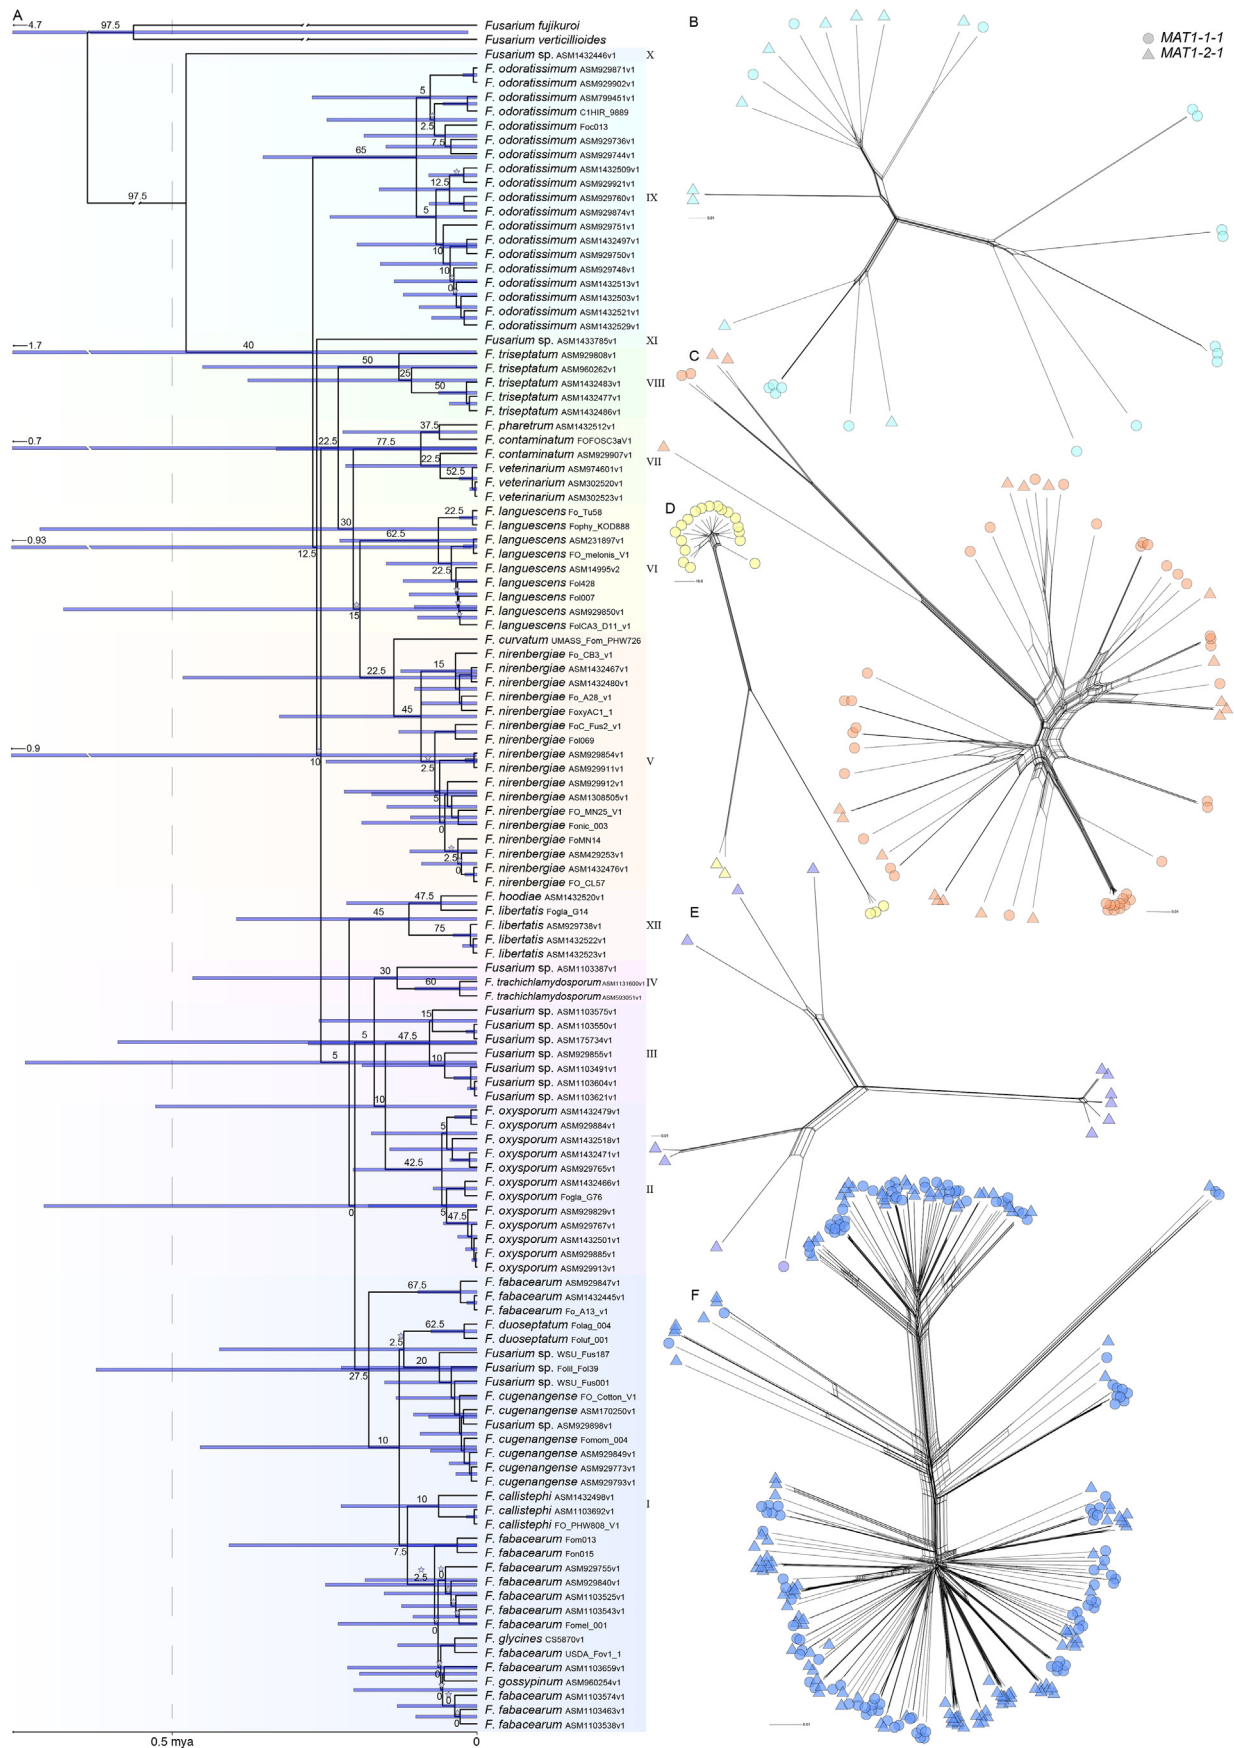 A
4.7
97.5
Fusarium fujikuroi
Fusarium verticillioides
Fusarium sp. ASM1432446v1
X
F. odoratissimum ASM929871v1
F. odoratissimum ASM929902v1
5
F. odoratissimum ASM799451v1
F. odoratissimum C1HIR_9889
2.5
F. odoratissimum Foc013
7.5
F. odoratissimum ASM929736v1
65
F. odoratissimum ASM929744v1
F. odoratissimum ASM1432509v1
12.5
F. odoratissimum ASM929921v1
97.5
F. odoratissimum ASM929760v1
IX
5
F. odoratissimum ASM929874v1
F. odoratissimum ASM929751v1
F. odoratissimum ASM1432497v1
10
F. odoratissimum ASM929750v1
10
F. odoratissimum ASM929748v1
0
F. odoratissimum ASM1432513v1
F. odoratissimum ASM1432503v1
F. odoratissimum ASM1432521v1
F. odoratissimum ASM1432529v1
Fusarium sp. ASM1433785v1
XI
1.7
40
F. triseptatum ASM929808v1
50
F. triseptatum ASM960262v1
25
F. triseptatum ASM1432483v1
VIII
50
F. triseptatum ASM1432477v1
F. triseptatum ASM1432486v1
37.5
F. pharetrum ASM1432512v1
0.7
22.5
77.5
F. contaminatum FOFOSC3aV1
22.5
F. contaminatum ASM929907v1
VII
52.5
F. veterinarium ASM974601v1
F. veterinarium ASM302520v1
F. veterinarium ASM302523v1
22.5
F. languescens Fo_Tu58
30
F. languescens Fophy_KOD888
0.93
62.5
F. languescens ASM231897v1
12.5
F. languescens FO_melonis_V1
22.5
F. languescens ASM14995v2
VI
F. languescens Fol428
F. languescens Fol007
15
F. languescens ASM929850v1
F. languescens FolCA3_D11_v1
F. curvatum UMASS_Fom_PHW726
F. nirenbergiae Fo_CB3_v1
22.5
15
F. nirenbergiae ASM1432467v1
F. nirenbergiae ASM1432480v1
F. nirenbergiae Fo_A28_v1
45
F. nirenbergiae FoxyAC1_1
F. nirenbergiae FoC_Fus2_v1
F. nirenbergiae Fol069
0.9
10
F. nirenbergiae ASM929854v1
V
2.5
F. nirenbergiae ASM929911v1
F. nirenbergiae ASM929912v1
5
F. nirenbergiae ASM1308505v1
F. nirenbergiae FO_MN25_V1
0
F. nirenbergiae Fonic_003
F. nirenbergiae FoMN14
2.5
F. nirenbergiae ASM429253v1
0
F. nirenbergiae ASM1432476v1
F. nirenbergiae FO_CL57
47.5
F. hoodiae ASM1432520v1
45
F. libertatis Fogla_G14
75
F. libertatis ASM929738v1
XII
F. libertatis ASM1432522v1
F. libertatis ASM1432523v1
30
Fusarium sp. ASM1103387v1
60
F. trachichlamydosporum ASM1131600v1
IV
F. trachichlamydosporum ASM593051v1
15
Fusarium sp. ASM1103575v1
Fusarium sp. ASM1103550v1
5
47.5
Fusarium sp. ASM175734v1
5
10
Fusarium sp. ASM929855v1
III
Fusarium sp. ASM1103491v1
Fusarium sp. ASM1103604v1
10
Fusarium sp. ASM1103621v1
F. oxysporum ASM1432479v1
5
F. oxysporum ASM929884v1
F. oxysporum ASM1432518v1
F. oxysporum ASM1432471v1
42.5
F. oxysporum ASM929765v1
F. oxysporum ASM1432466v1
II
F. oxysporum Fogla_G76
0
5
47.5
F. oxysporum ASM929829v1
F. oxysporum ASM929767v1
F. oxysporum ASM1432501v1
F. oxysporum ASM929885v1
F. oxysporum ASM929913v1
67.5
F. fabacearum ASM929847v1
F. fabacearum ASM1432445v1
F. fabacearum Fo_A13_v1
62.5
F. duoseptatum Folag_004
2.5
F. duoseptatum Foluf_001
20
Fusarium sp. WSU_Fus187
27.5
Fusarium sp. Folil_Fol39
Fusarium sp. WSU_Fus001
F. cugenangense FO_Cotton_V1
F. cugenangense ASM170250v1
Fusarium sp. ASM929898v1
10
F. cugenangense Fomom_004
F. cugenangense ASM929849v1
F. cugenangense ASM929773v1
F. cugenangense ASM929793v1
10
F. callistephi ASM1432498v1
I
F. callistephi ASM1103692v1
F. callistephi FO_PHW808_V1
7.5
F. fabacearum Fom013
F. fabacearum Fon015
2.5
0
F. fabacearum ASM929755v1
F. fabacearum ASM929840v1
F. fabacearum ASM1103525v1
F. fabacearum ASM1103543v1
0
F. fabacearum Fomel_001
F. glycines CS5870v1
F. fabacearum USDA_Fov1_1
0
F. fabacearum ASM1103659v1
0
F. gossypinum ASM960254v1
0
F. fabacearum ASM1103574v1
F. fabacearum ASM1103463v1
0
F. fabacearum ASM1103538v1
0.5 mya
0
B
MAT1-1-1
MAT1-2-1
0.01
C
0.01
D
10.0
E
0.01
F
0.01